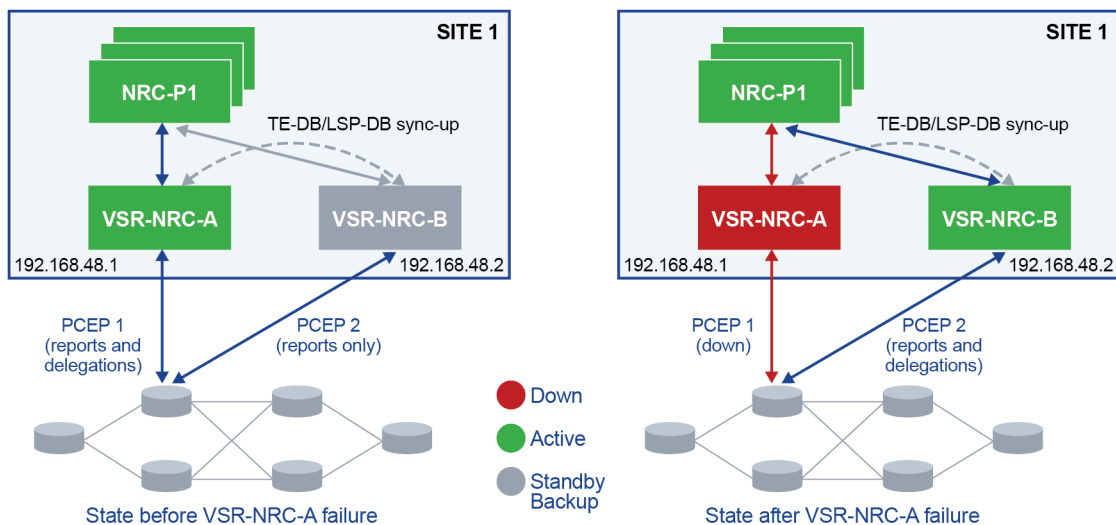 SITE 1
NRC-P1
TE-DB/LSP-DB sync-up
VSR-NRC-A
VSR-NRC-B
192.168.48.1
192.168.48.2
PCEP 1
(reports and
delegations)
PCEP 2
(reports only)
State before VSR-NRC-A failure
Down
Active
Standby
Backup
SITE 1
NRC-P1
TE-DB/LSP-DB sync-up
VSR-NRC-A
VSR-NRC-B
192.168.48.1
192.168.48.2
PCEP 1
(down)
PCEP 2
(reports and
delegations)
State after VSR-NRC-A failure